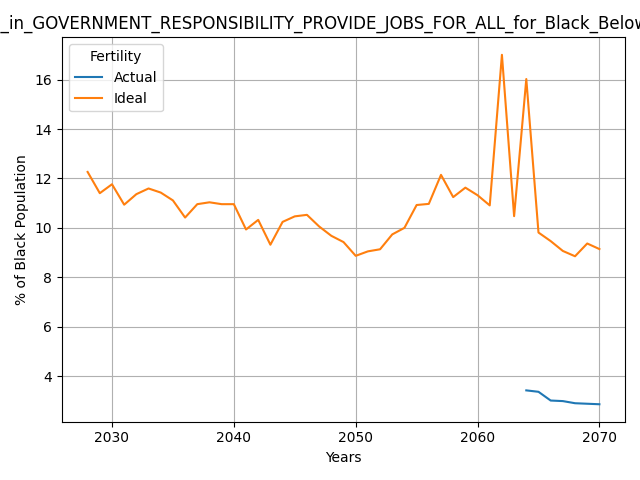 _in_GOVERNMENT_RESPONSIBILITY_PROVIDE_JOBS_FOR_ALL_for_Black_Below
Fertility
Actual
Ideal
% of Black Population
16
14
12
10
8
6
4
2030
2040
2050
2060
2070
Years